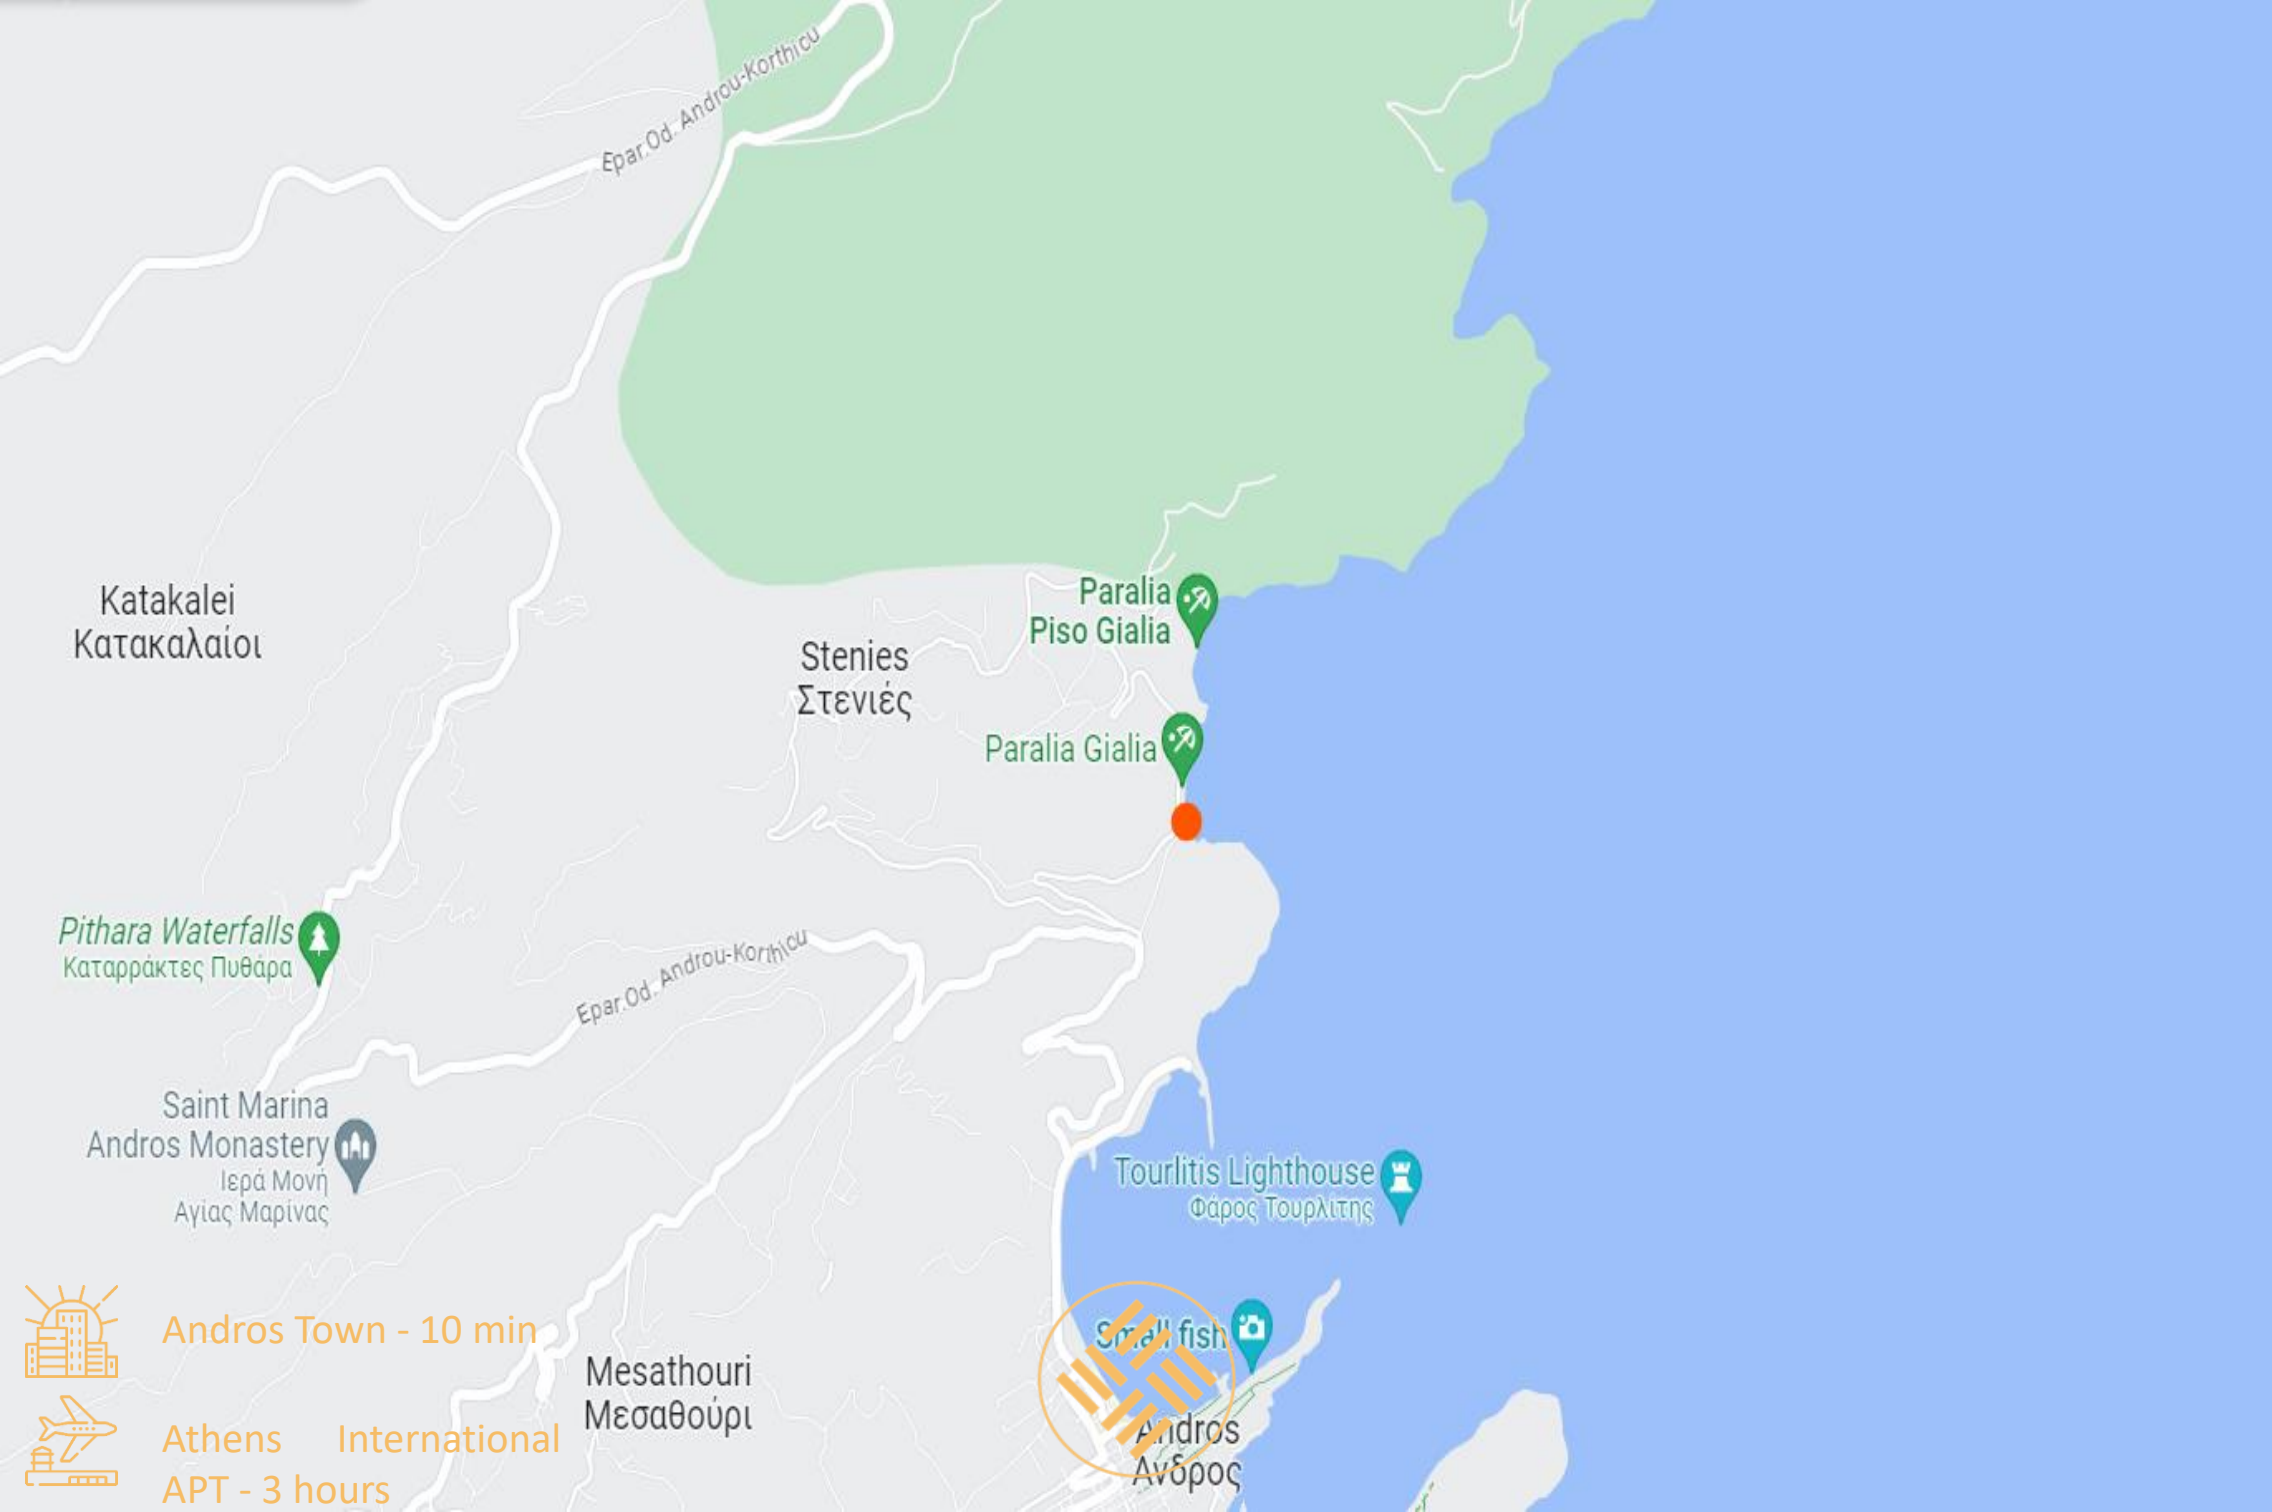 Epar.Od. Androu-Korthiou
Katakalei
Κατακαλαίοι
Paralia
Piso Gialia
Stenies
Στενιές
Paralia Gialia
Pithara Waterfalls
Καταρράκτες Πυθάρα
Epar.Od. Androu-Korthiou
Saint Marina
Andros Monastery
Ιερά Μονή
Αγίας Μαρίνας
Tourlitis Lighthouse
Φάρος Τουρλίτης
Small fish
Andros Town - 10 min
Mesathouri
Μεσαθούρι
Andros
Άνδρος
Athens International
APT - 3 hours